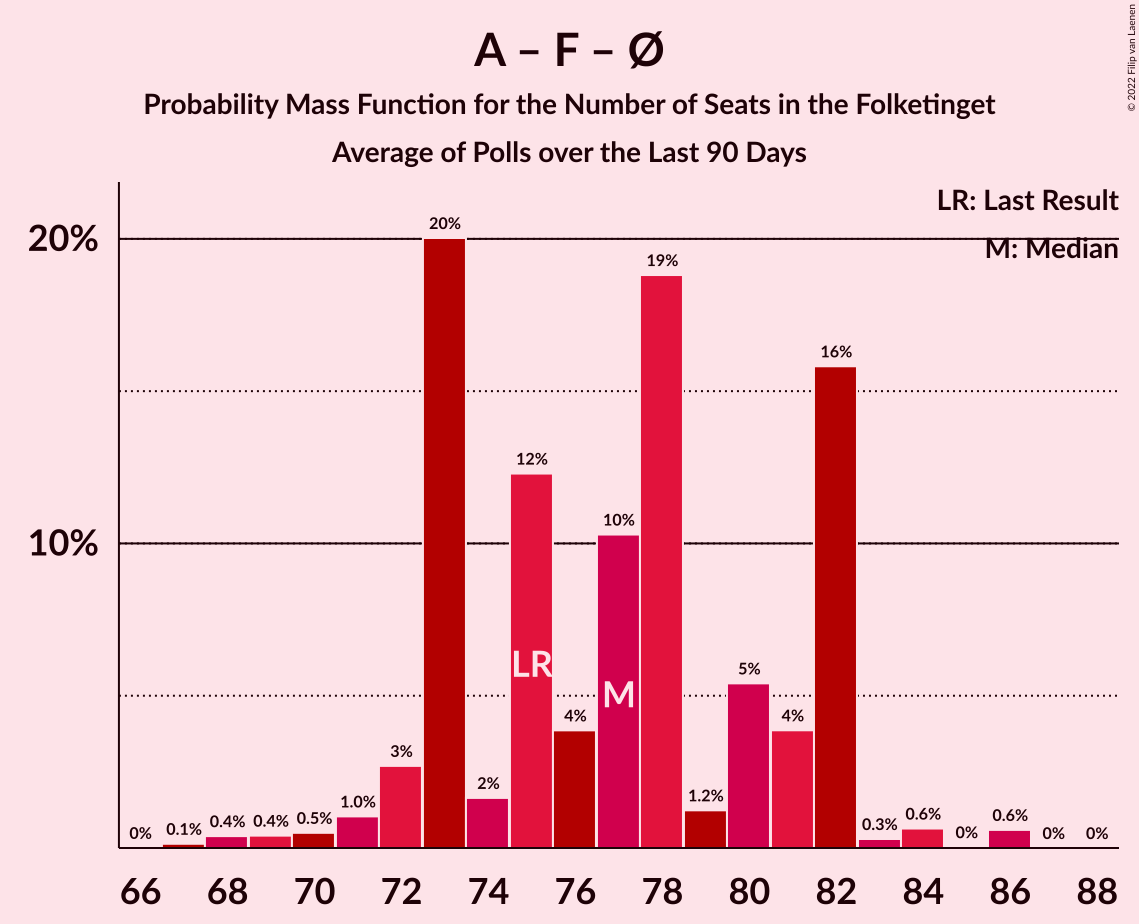 A – F – Ø
Probability Mass Function for the Number of Seats in the Folketinget
Average of Polls over the Last 90 Days
© 2022 Filip van Laenen
LR: Last Result
M: Median
20%
10%
0%
0.1%
0.4%
0.4%
0.5%
1.0%
3%
20%
2%
12%
4%
10%
19%
1.2%
5%
4%
16%
0.3%
0.6%
0%
0.6%
0%
0%
LR
M
66 68 70 72 74 76 78 80 82 84 86 88